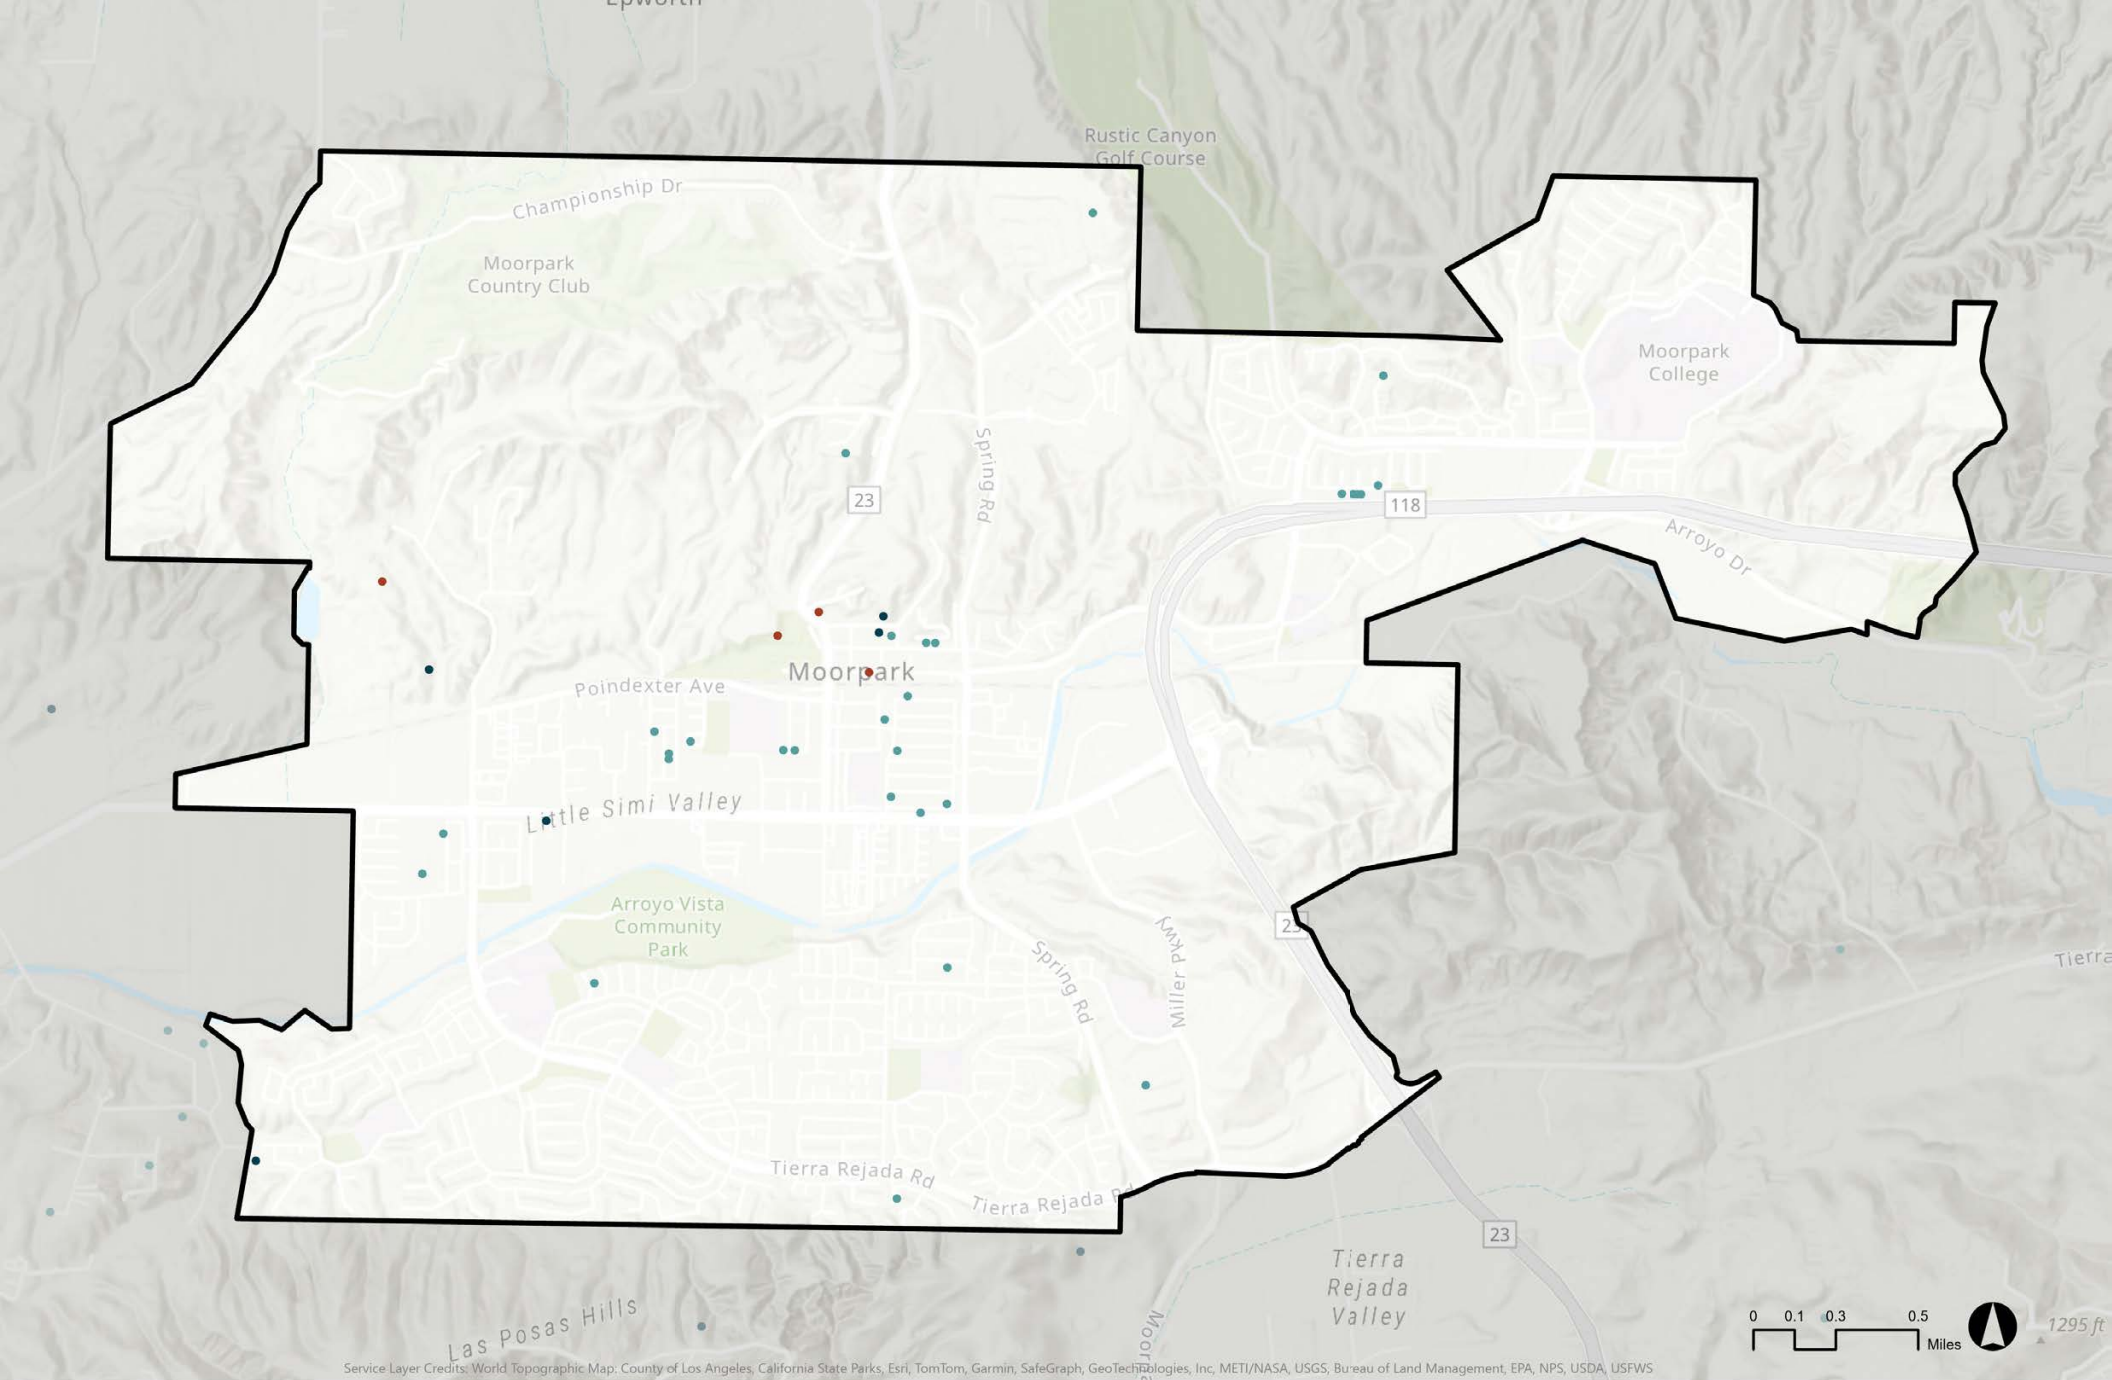 Epworth
Rustic Canyon
Golf Course
Championship Dr
Moorpark
Country Club
Moorpark
College
Spring Rd
23
118
Arroyo Dr
Moorpark
Poindexter Ave
Little Simi Valley
Arroyo Vista
Community
Park
23
Spring Rd
Miller Pkwy
Tierra
Tierra Rejada Rd
Tierra Rejada Rd
23
Tierra
Rejada
Valley
Las Posas Hills
Moorpa
0 0.1 0.3 0.5
Miles
1295 ft
Service Layer Credits: World Topographic Map: County of Los Angeles, California State Parks, Esri, TomTom, Garmin, SafeGraph, GeoTechnologies, Inc, METI/NASA, USGS, Bureau of Land Management, EPA, NPS, USDA, USFWS